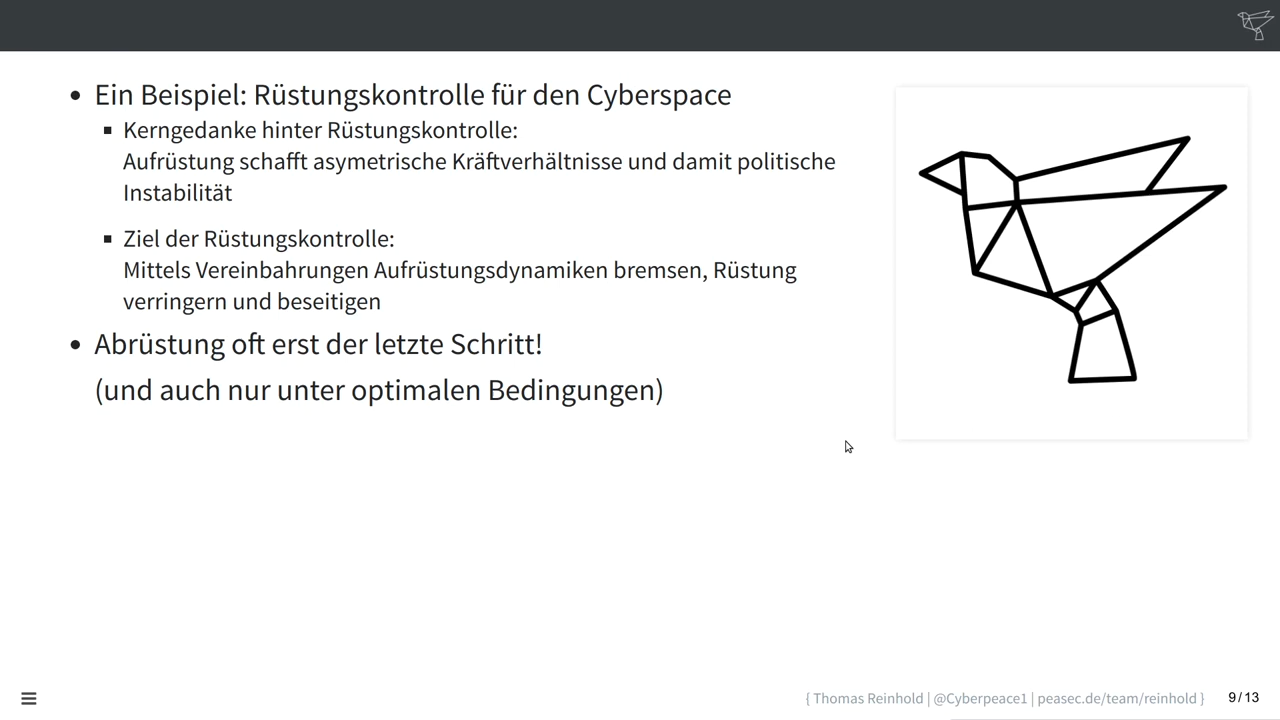 Ein Beispiel: Rüstungskontrolle für den Cyberspace
Kerngedanke hinter Rüstungskontrolle:
Aufrüstung schafft asymetrische Kräftverhältnisse und damit politische
Instabilität
Ziel der Rüstungskontrolle:
Mittels Vereinbahrungen Aufrüstungsdynamiken bremsen, Rüstung
verringern und beseitigen
Abrüstung oft erst der letzte Schritt!
(und auch nur unter optimalen Bedingungen)
{ Thomas Reinhold | @Cyberpeace1 | peasec.de/team/reinhold } 9/13